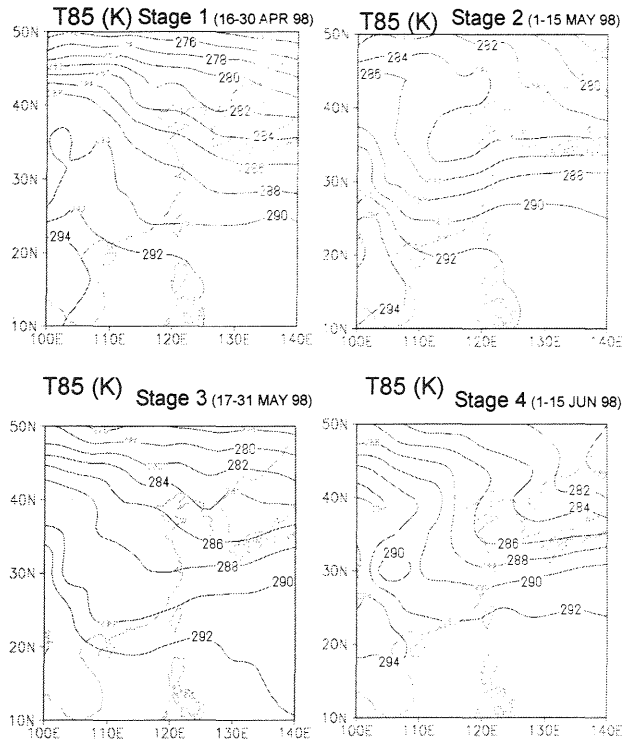 T85 (K) Stage 1 (16-30 APR 98)
50N
40N
30N
20N
10N
100E 110E 120E 130E 140E
276
278
280
282
284
286
288
290
294
292
T85 (K) Stage 2 (1-15 MAY 98)
50N
40N
30N
20N
10N
100E 110E 120E 130E 140E
282
284
286
280
288
290
292
294
T85 (K) Stage 3 (17-31 MAY 98)
50N
40N
30N
20N
10N
100E 110E 120E 130E 140E
280
282
284
286
288
290
292
T85 (K) Stage 4 (1-15 JUN 98)
50N
40N
30N
20N
10N
100E 110E 120E 130E 140E
282
284
286
288
290
290
292
294